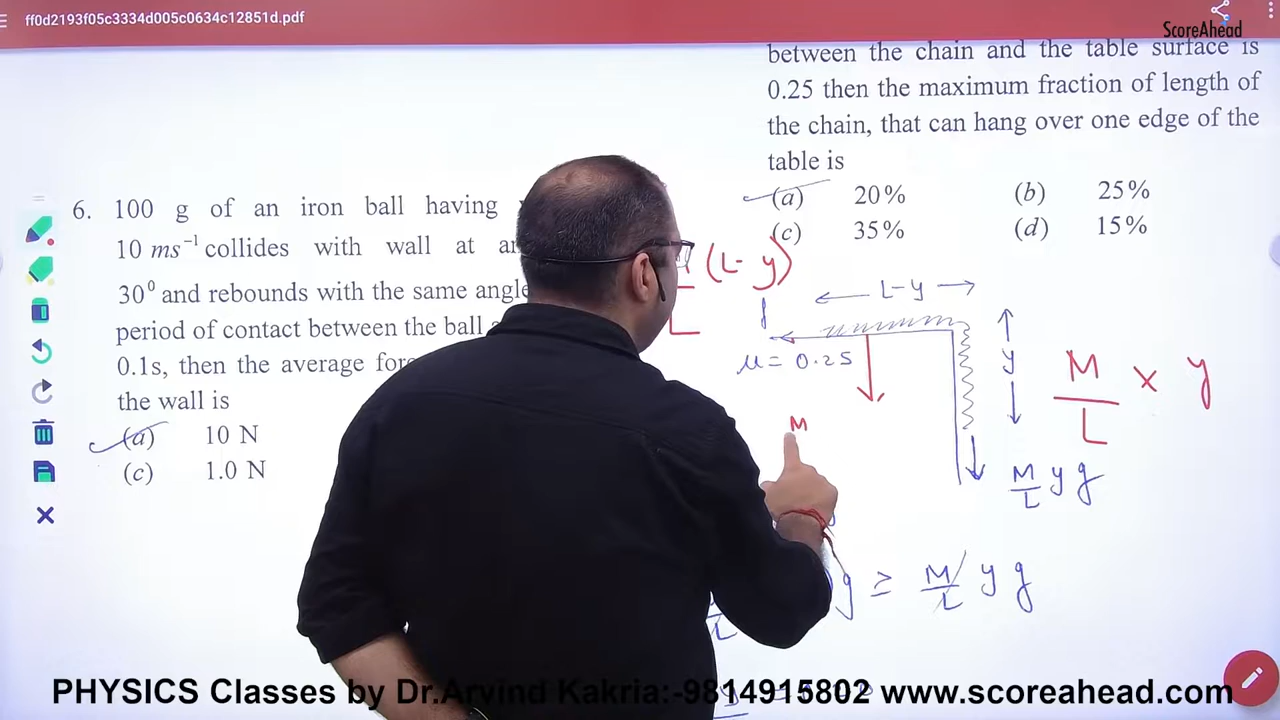 ff0d2193f05c3334d005c0634c12851d.pdf
ScoreAhead
6. 100 g of an iron ball having
10 ms⁻¹ collides with wall at
30⁰ and rebounds with the same angle
period of contact between the ball
0.1s, then the average
the wall is
(a) 10 N
(c) 1.0 N
between the chain and the table surface is
0.25 then the maximum fraction of length of
the chain, that can hang over one edge of the
table is
(a) 20% (b) 25%
(c) 35% (d) 15%
(L-y)
L
L-y
f
μ = 0.25
y
M/L × y
M
M/L y g
g ≥ M/L y g
L
PHYSICS Classes by Dr.Arvind Kakria:-9814915802 www.scoreahead.com